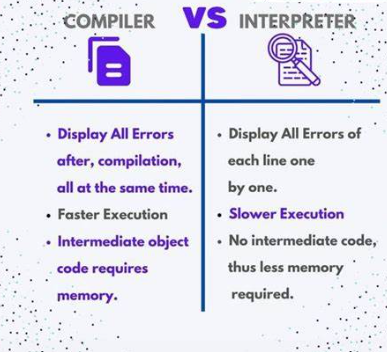 COMPILER VS INTERPRETER
• Display All Errors
after, compilation,
all at the same time.
• Faster Execution
• Intermediate object
code requires
memory.
• Display All Errors of
each line one
by one.
• Slower Execution
• No intermediate code,
thus less memory
required.